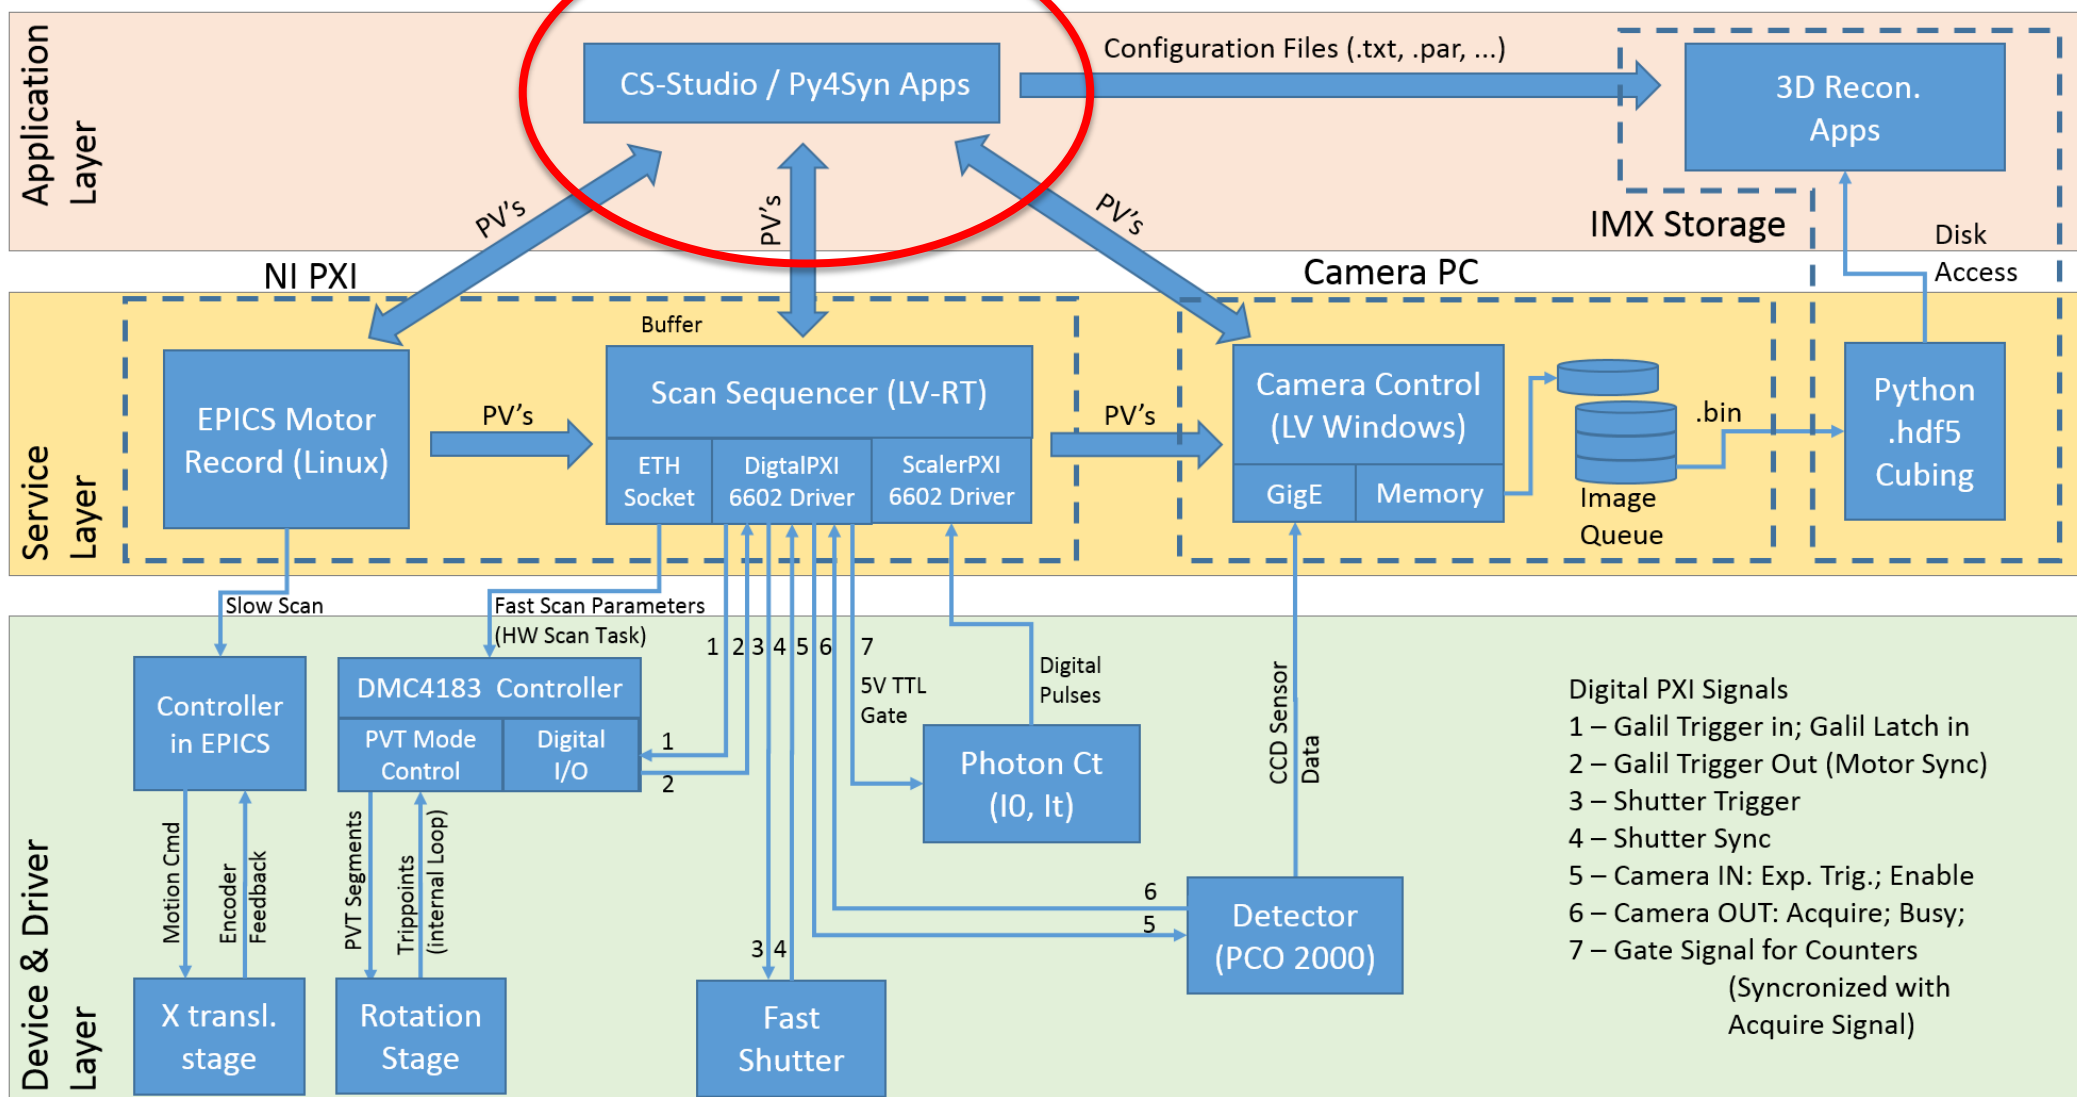 Application
Layer
CS-Studio / Py4Syn Apps
Configuration Files (.txt, .par, ...)
3D Recon.
Apps
PV's
PV's
PV's
IMX Storage
Disk
Access
NI PXI
Camera PC
Service
Layer
Buffer
EPICS Motor
Record (Linux)
PV's
Scan Sequencer (LV-RT)
ETH
Socket
DigtalPXI
6602 Driver
ScalerPXI
6602 Driver
PV's
Camera Control
(LV Windows)
GigE
Memory
Image
Queue
.bin
Python
.hdf5
Cubing
Device & Driver
Layer
Slow Scan
Fast Scan Parameters
(HW Scan Task)
1
2
3
4
5
6
7
5V TTL
Gate
Digital
Pulses
Controller
in EPICS
DMC4183 Controller
PVT Mode
Control
Digital
I/O
1
2
Photon Ct
(I0, It)
CCD Sensor
Data
Motion Cmd
Encoder
Feedback
PVT Segments
Trippoints
(internal Loop)
3
4
6
5
Detector
(PCO 2000)
X transl.
stage
Rotation
Stage
Fast
Shutter
Digital PXI Signals
1 – Galil Trigger in; Galil Latch in
2 – Galil Trigger Out (Motor Sync)
3 – Shutter Trigger
4 – Shutter Sync
5 – Camera IN: Exp. Trig.; Enable
6 – Camera OUT: Acquire; Busy;
7 – Gate Signal for Counters
(Syncronized with
Acquire Signal)